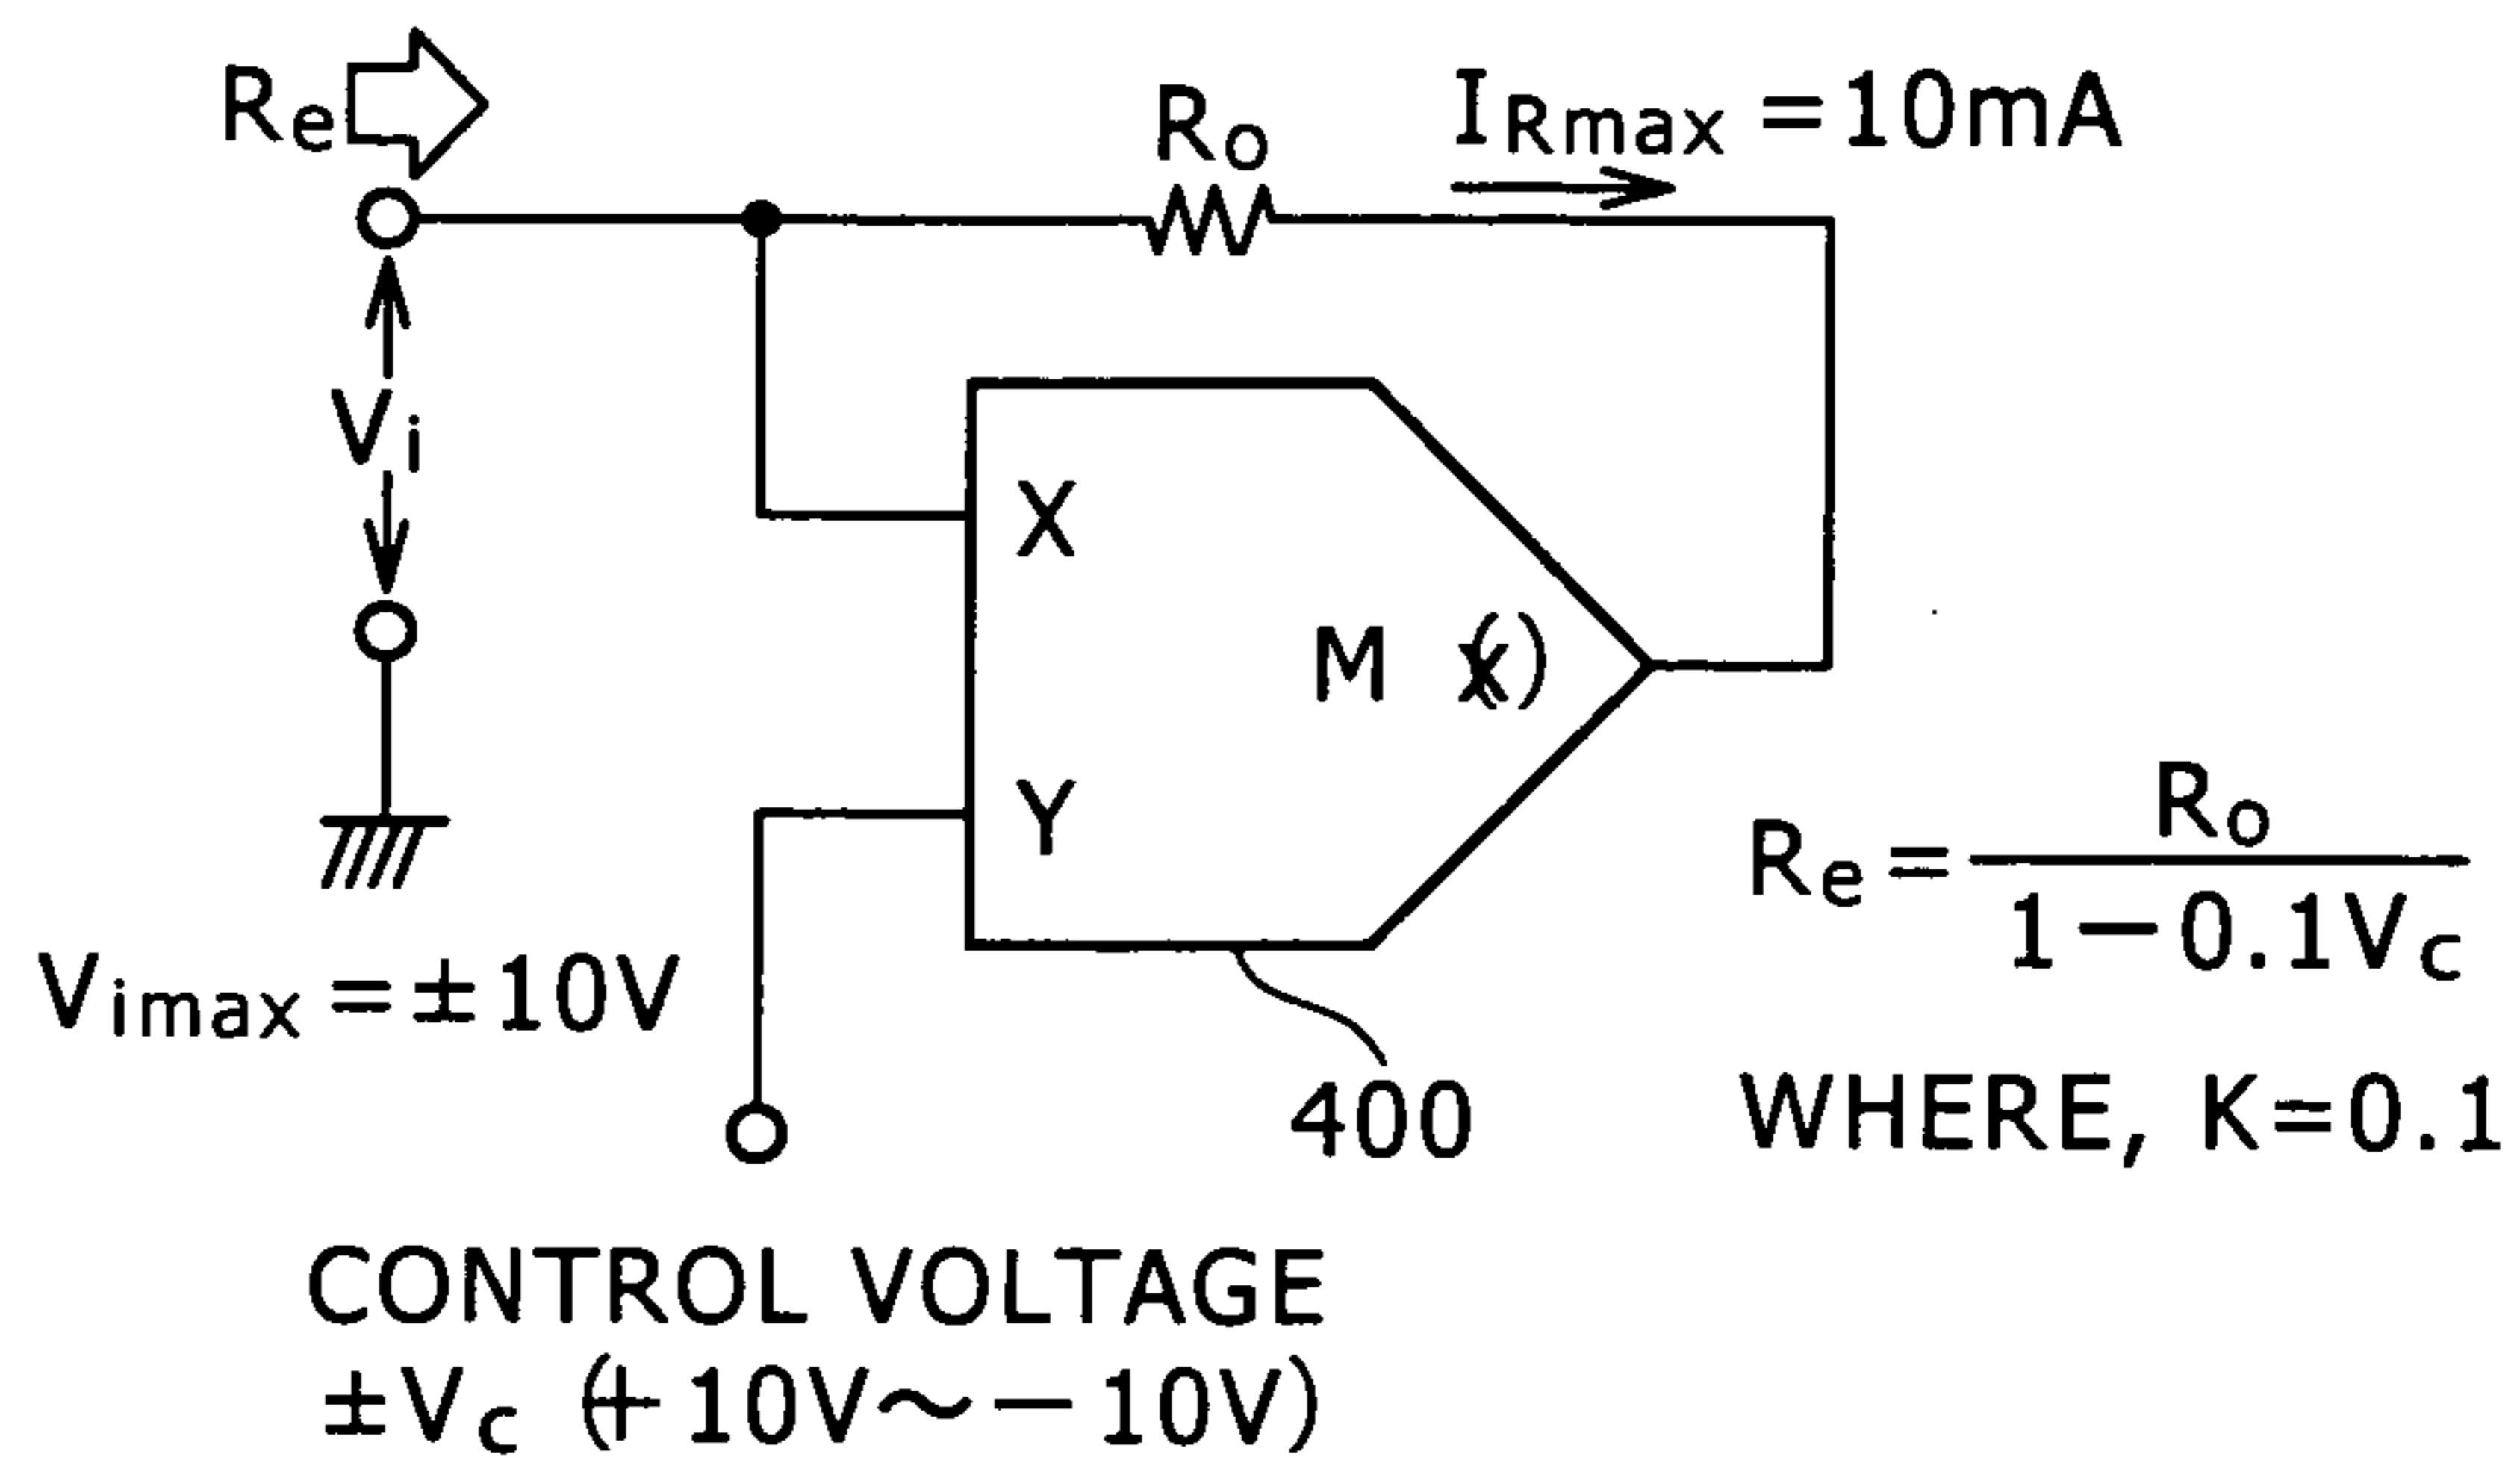 Re
Ro
IRmax=10mA
Vi
X
M (×)
Y
Re=Ro/1-0.1Vc
Vimax=±10V
WHERE, K=0.1
400
CONTROL VOLTAGE
±Vc (+10V~-10V)